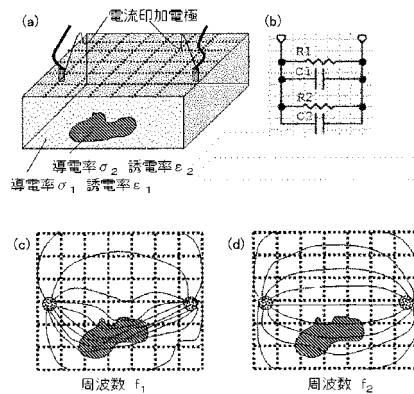 (a)
電流印加電極
(b)
R1
C1
R2
C2
導電率σ₂ 誘電率ε₂
導電率σ₁ 誘電率ε₁
(c)
(d)
周波数 f₁
周波数 f₂